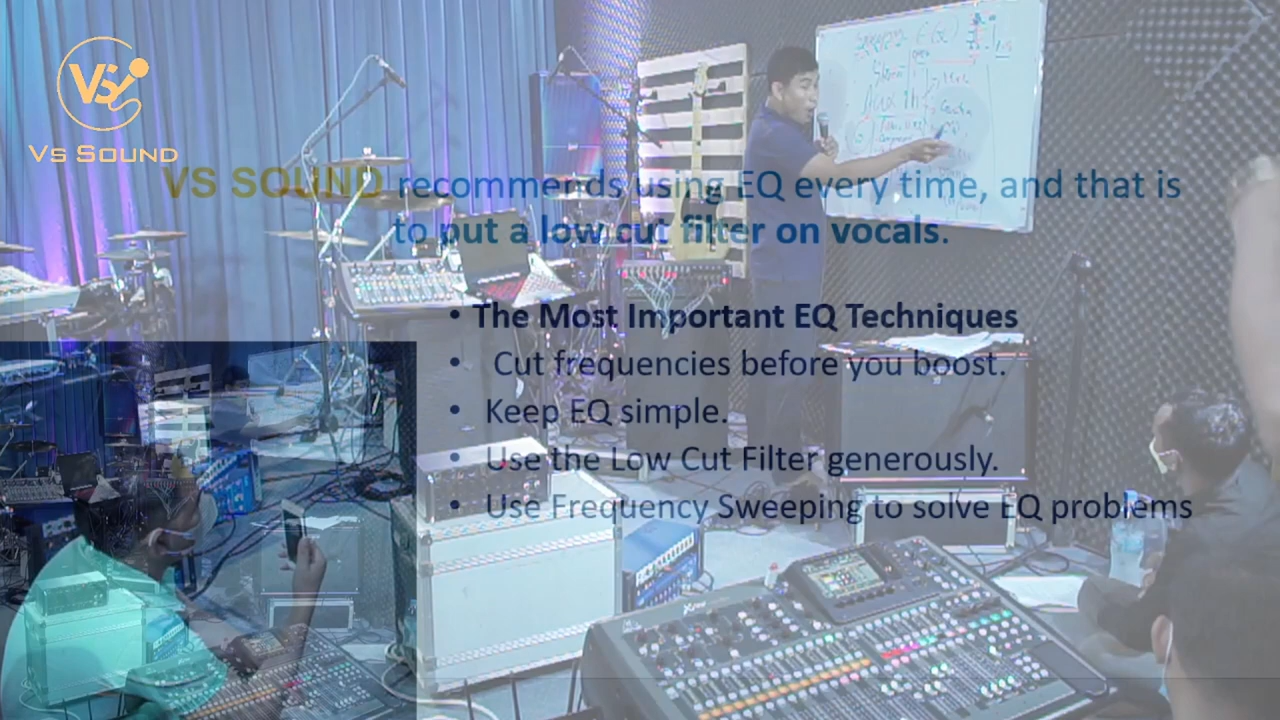 VS
VS SOUND
VS SOUND recommends using EQ every time, and that is
to put a low cut filter on vocals.
• The Most Important EQ Techniques
• Cut frequencies before you boost.
• Keep EQ simple.
• Use the Low Cut Filter generously.
• Use Frequency Sweeping to solve EQ problems